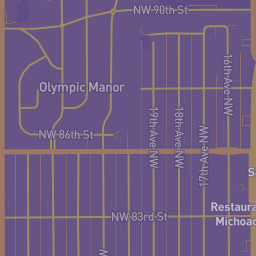 NW 90th St
16th Ave NW
Olympic Manor
19th Ave NW
18th Ave NW
17th Ave NW
NW 86th St
NW 83rd St
Restaura
Michoac